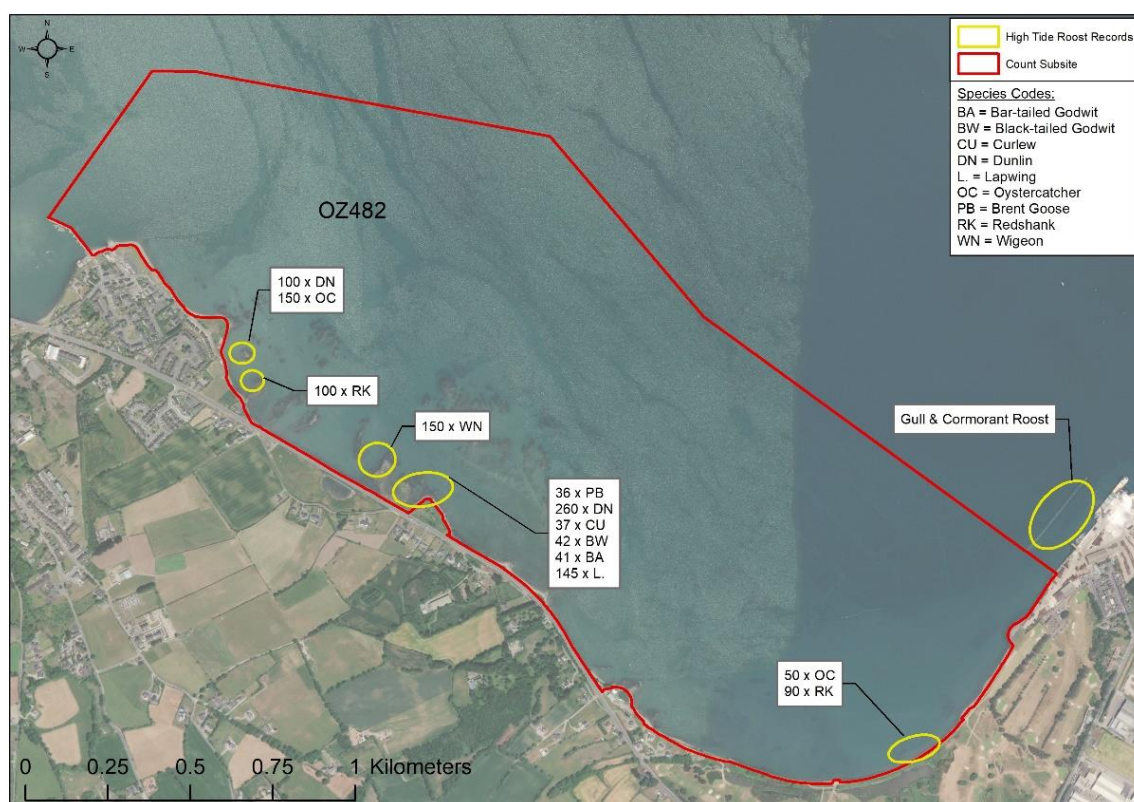 N
W E
S
High Tide Roost Records
Count Subsite
Species Codes:
BA = Bar-tailed Godwit
BW = Black-tailed Godwit
CU = Curlew
DN = Dunlin
L. = Lapwing
OC = Oystercatcher
PB = Brent Goose
RK = Redshank
WN = Wigeon
OZ482
100 x DN
150 x OC
100 x RK
150 x WN
Gull & Cormorant Roost
36 x PB
260 x DN
37 x CU
42 x BW
41 x BA
145 x L.
50 x OC
90 x RK
0 0.25 0.5 0.75 1 Kilometers